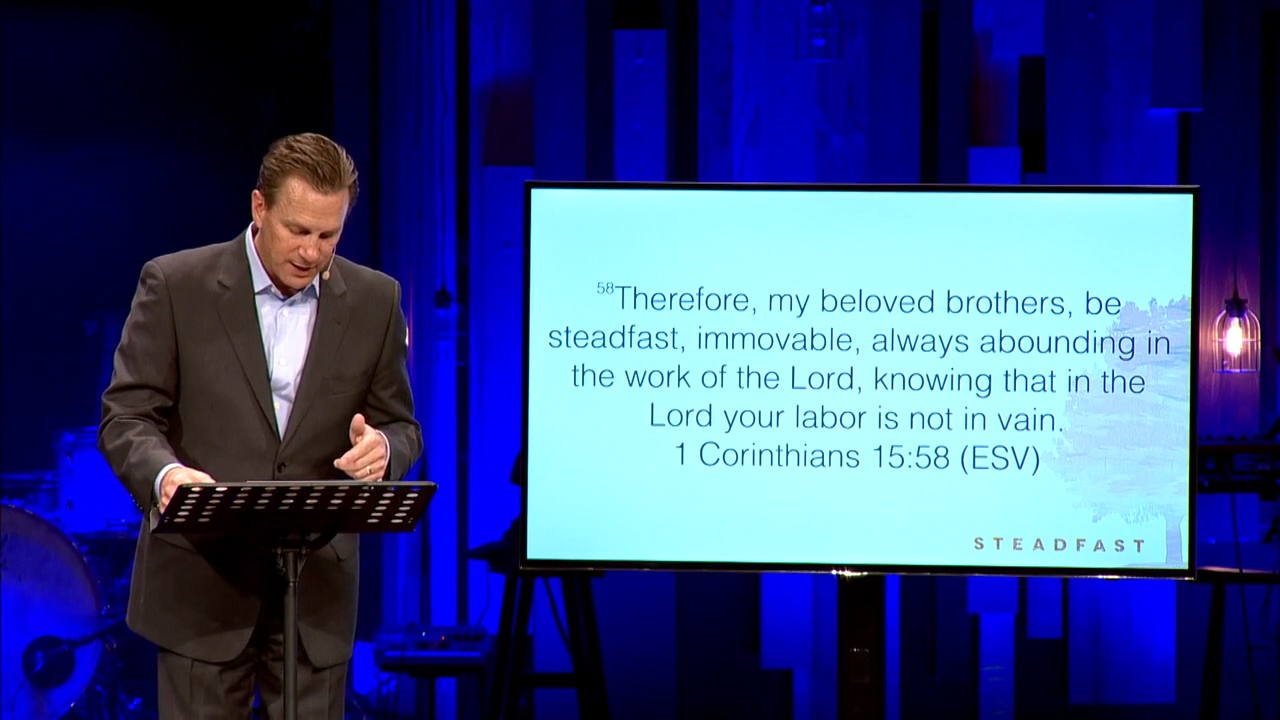 58Therefore, my beloved brothers, be
steadfast, immovable, always abounding in
the work of the Lord, knowing that in the
Lord your labor is not in vain.
1 Corinthians 15:58 (ESV)
STEADFAST